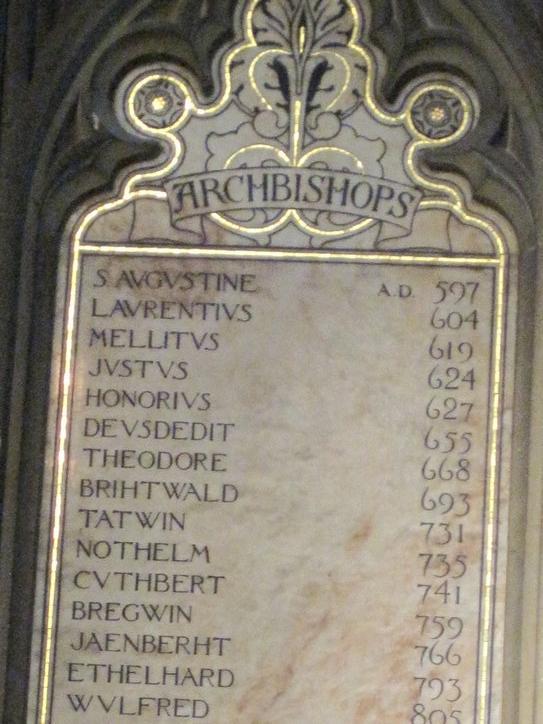 ARCHBISHOPS
S AVGVSTINE A.D. 597
LAVRENTIVS 604
MELLITVS 619
JVSTVS 624
HONORIVS 627
DEVSDEDIT 655
THEODORE 668
BRIHTWALD 693
TATWIN 731
NOTHELM 735
CVTHBERT 741
BREGWIN 759
JAENBERHT 766
ETHELHARD 793
WVLFRED 805